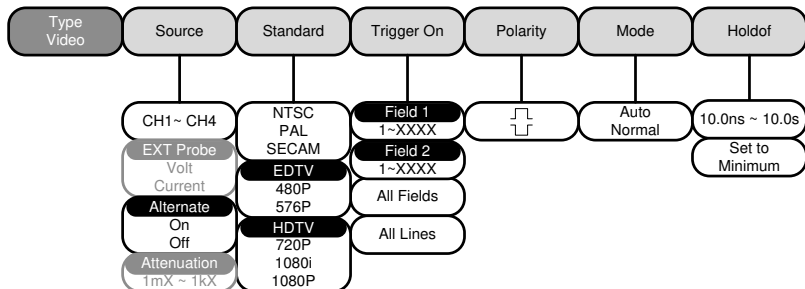 Type
Video
Source
Standard
Trigger On
Polarity
Mode
Holdof
CH1~ CH4
EXT Probe
Volt
Current
Alternate
On
Off
Attenuation
1mX ~ 1kX
NTSC
PAL
SECAM
EDTV
480P
576P
HDTV
720P
1080i
1080P
Field 1
1~XXXX
Field 2
1~XXXX
All Fields
All Lines
Auto
Normal
10.0ns ~ 10.0s
Set to
Minimum